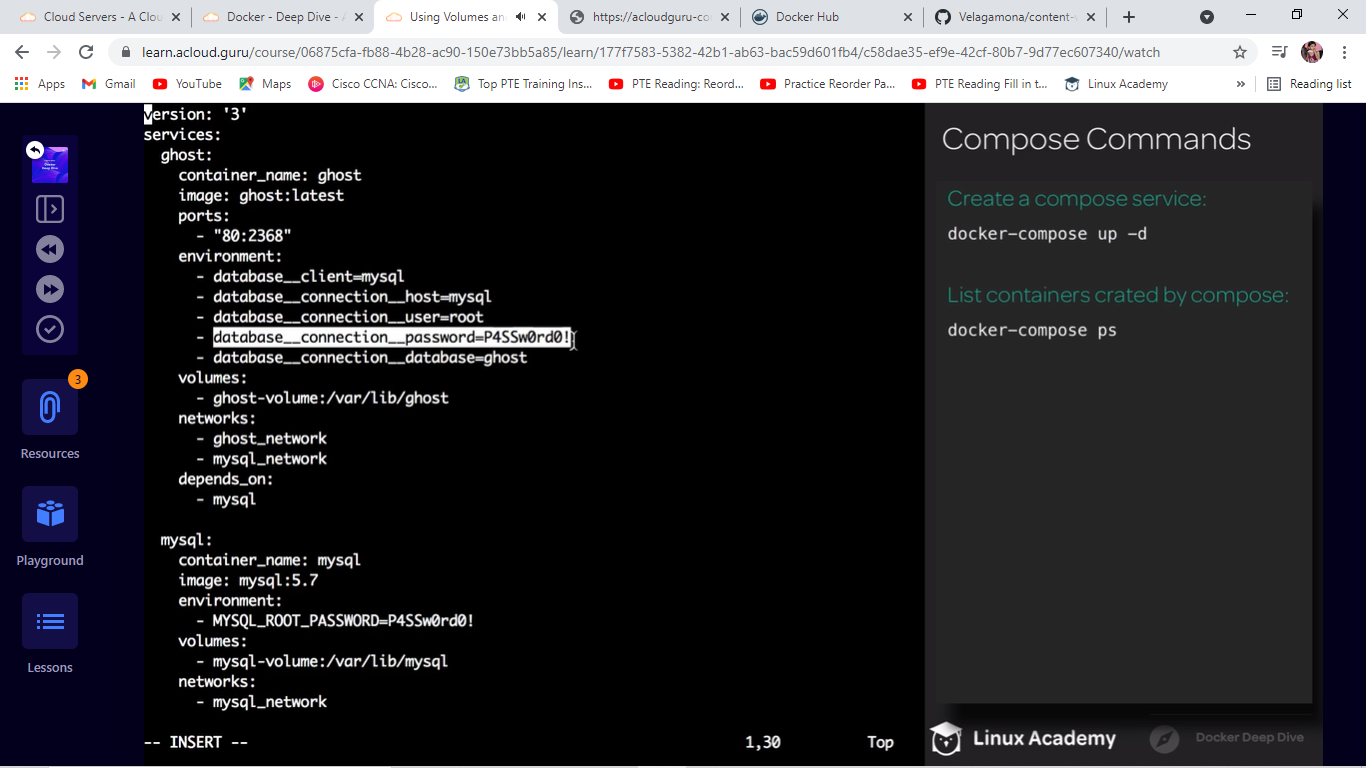 Cloud Servers - A Clou
Docker - Deep Dive - A
Using Volumes an
https://acloudguru-co
Docker Hub
Velagamona/content-
learn.acloud.guru/course/06875cfa-fb88-4b28-ac90-150e73bb5a85/learn/177f7583-5382-42b1-ab63-bac59d601fb4/c58dae35-ef9e-42cf-80b7-9d77ec607340/watch
Apps
Gmail
YouTube
Maps
Cisco CCNA: Cisco...
Top PTE Training Ins...
PTE Reading: Reord...
Practice Reorder Pa...
PTE Reading Fill in t...
Linux Academy
»
Reading list
Docker
Deep Dive
3
Resources
Playground
Lessons
version: '3'
services:
  ghost:
    container_name: ghost
    image: ghost:latest
    ports:
      - "80:2368"
    environment:
      - database__client=mysql
      - database__connection__host=mysql
      - database__connection__user=root
      - database__connection__password=P4SSw0rd0!
      - database__connection__database=ghost
    volumes:
      - ghost-volume:/var/lib/ghost
    networks:
      - ghost_network
      - mysql_network
    depends_on:
      - mysql
  mysql:
    container_name: mysql
    image: mysql:5.7
    environment:
      - MYSQL_ROOT_PASSWORD=P4SSw0rd0!
    volumes:
      - mysql-volume:/var/lib/mysql
    networks:
      - mysql_network
-- INSERT --
1,30
Top
Compose Commands
Create a compose service:
docker-compose up -d
List containers crated by compose:
docker-compose ps
Linux Academy
Docker Deep Dive